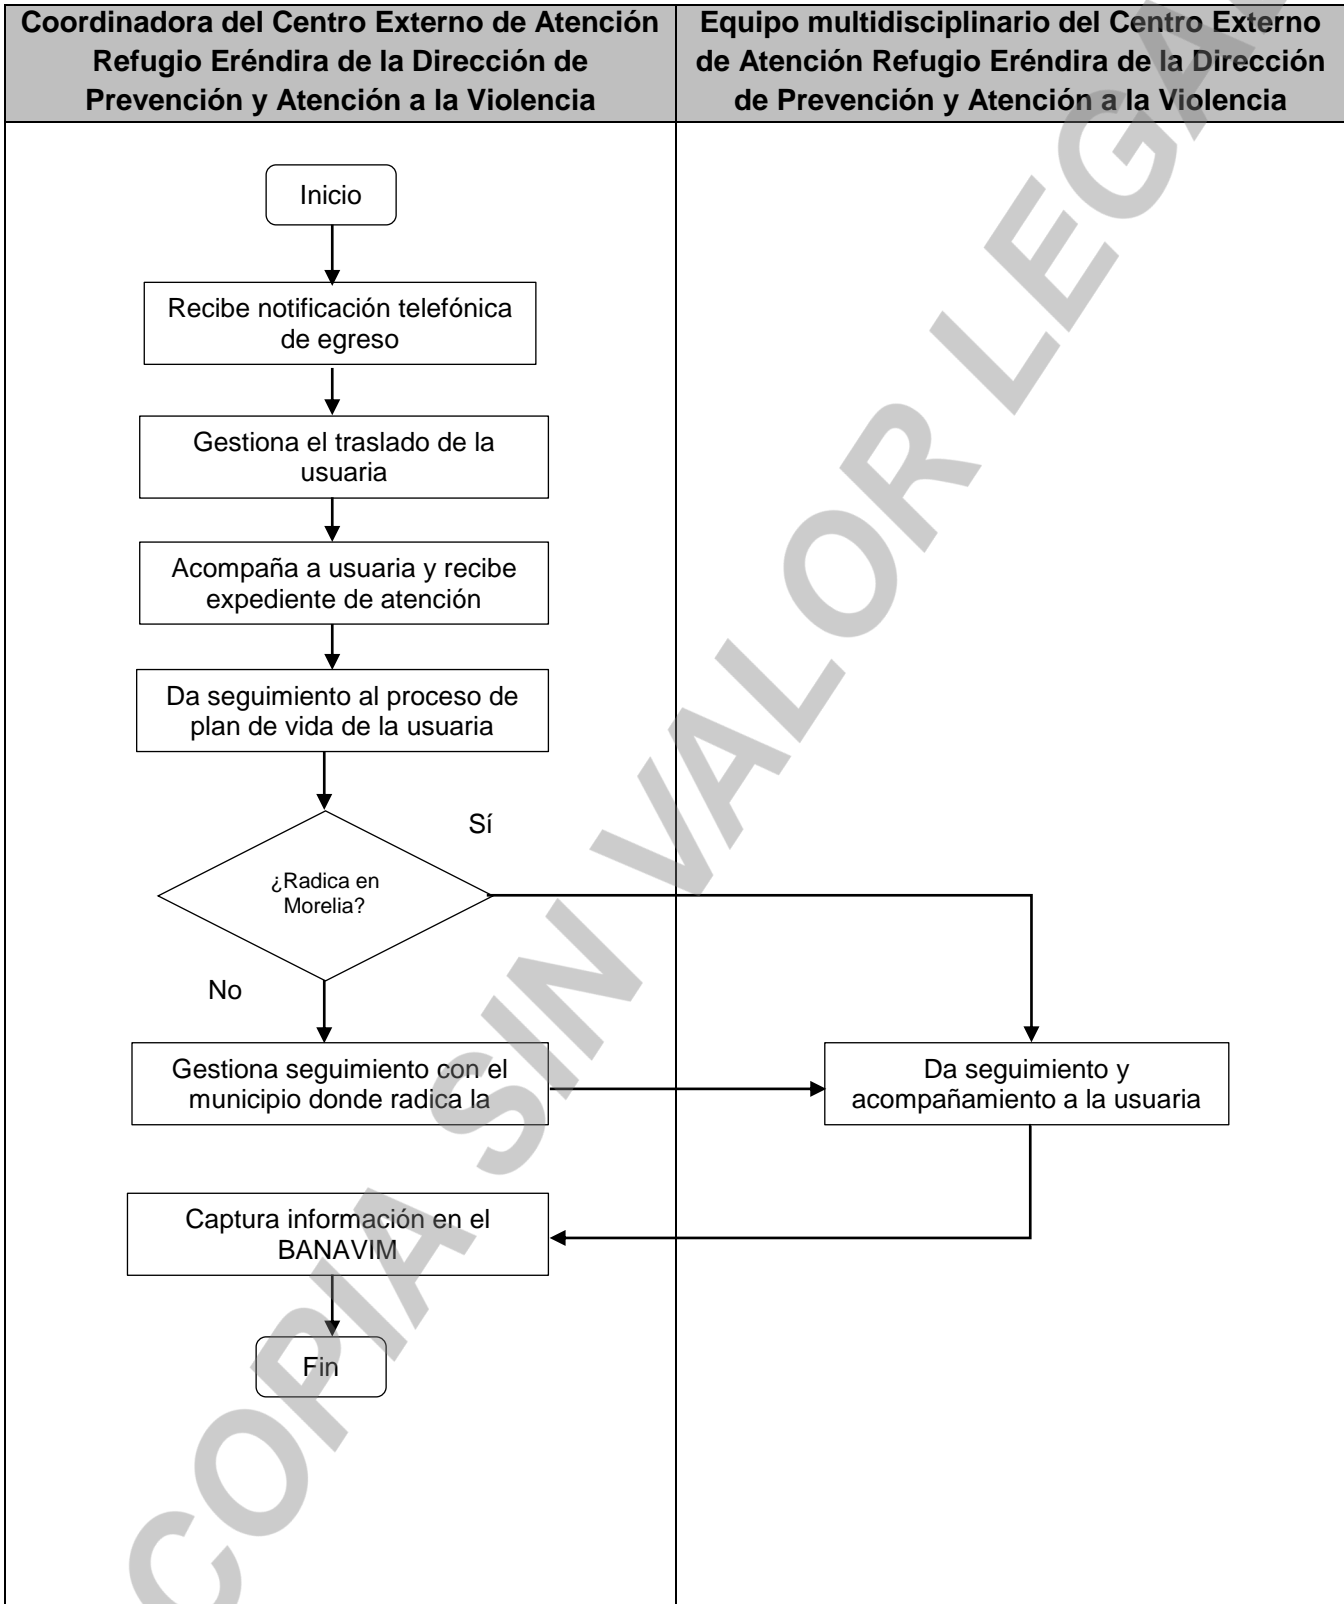 Coordinadora del Centro Externo de Atención
Refugio Eréndira de la Dirección de
Prevención y Atención a la Violencia
Equipo multidisciplinario del Centro Externo
de Atención Refugio Eréndira de la Dirección
de Prevención y Atención a la Violencia
Inicio
Recibe notificación telefónica
de egreso
Gestiona el traslado de la
usuaria
Acompaña a usuaria y recibe
expediente de atención
Da seguimiento al proceso de
plan de vida de la usuaria
Sí
¿Radica en
Morelia?
No
Gestiona seguimiento con el
municipio donde radica la
Da seguimiento y
acompañamiento a la usuaria
Captura información en el
BANAVIM
Fin
COPIA SIN VALOR LEGA